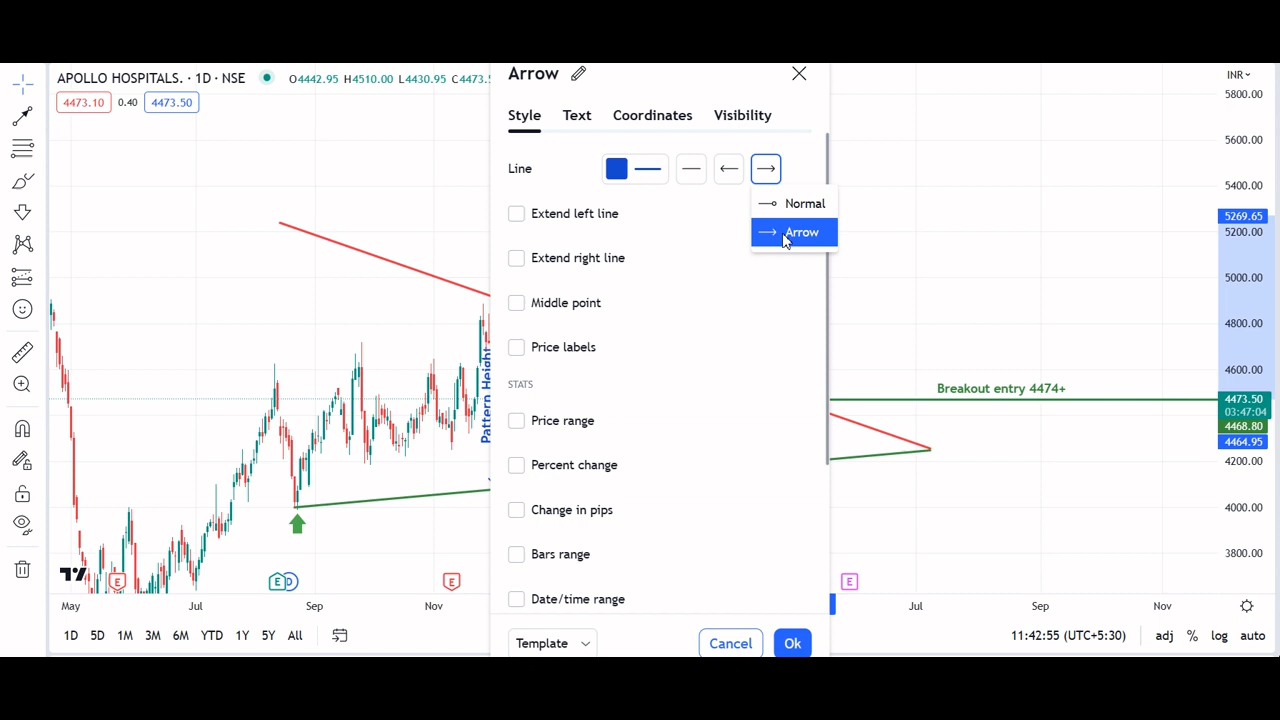 APOLLO HOSPITALS. · 1D · NSE
O4442.95 H4510.00 L4430.95 C4473.5
4473.10
0.40
4473.50
Arrow
Style
Text
Coordinates
Visibility
Line
Normal
Arrow
Extend left line
Extend right line
Middle point
Price labels
STATS
Price range
Percent change
Change in pips
Bars range
Date/time range
Template
Cancel
Ok
Pattern Height
Breakout entry 4474+
INR
5800.00
5600.00
5400.00
5269.65
5200.00
5000.00
4800.00
4600.00
4473.50
03:47:04
4468.80
4464.95
4200.00
4000.00
3800.00
E
E
D
E
E
May
Jul
Sep
Nov
Jul
Sep
Nov
1D
5D
1M
3M
6M
YTD
1Y
5Y
All
11:42:55 (UTC+5:30)
adj
%
log
auto